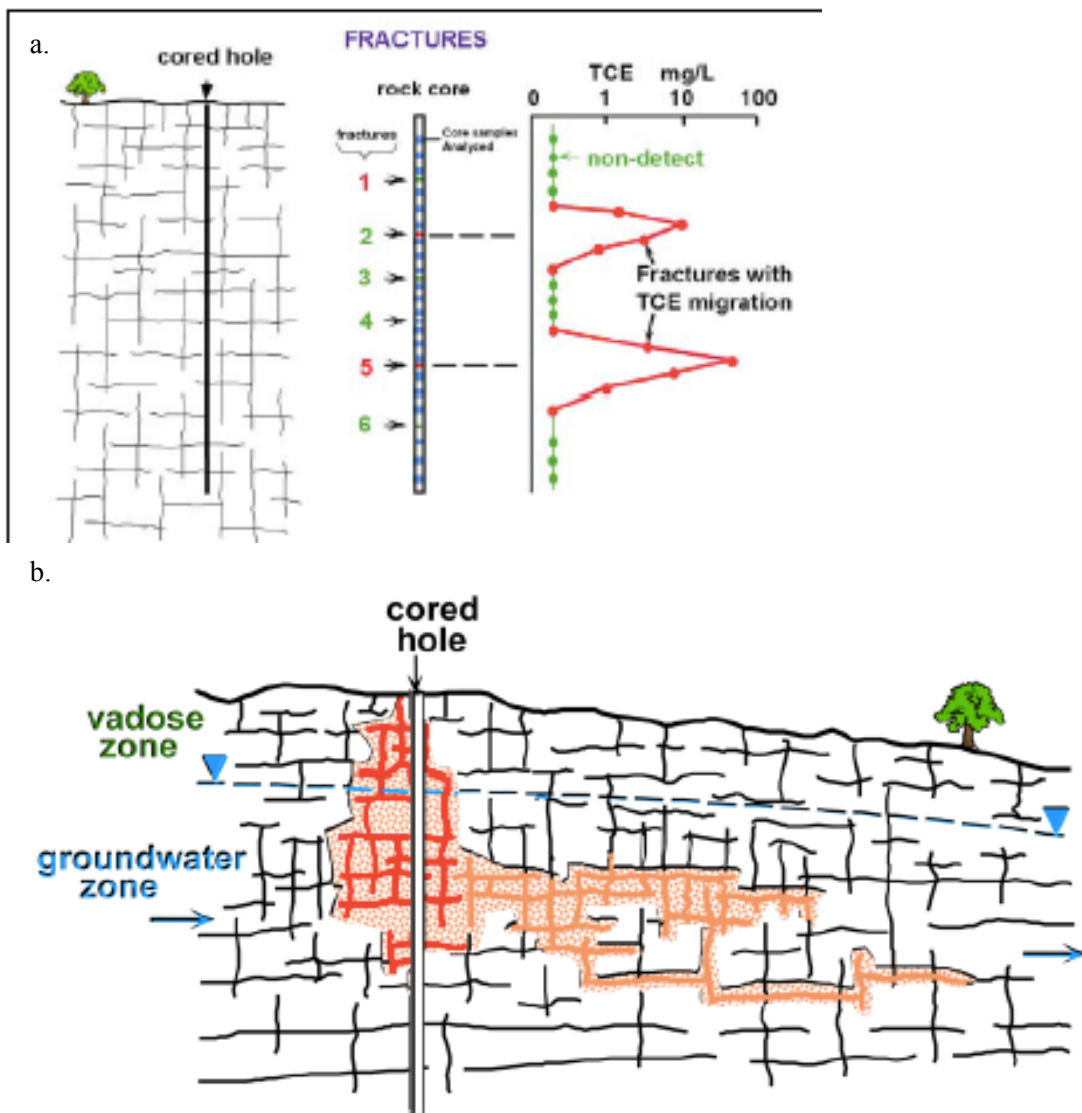 a.
cored hole
FRACTURES
rock core
fractures
Core samples
Analyzed
1
2
3
4
5
6
TCE mg/L
0 1 10 100
non-detect
Fractures with
TCE migration
b.
cored
hole
vadose
zone
groundwater
zone